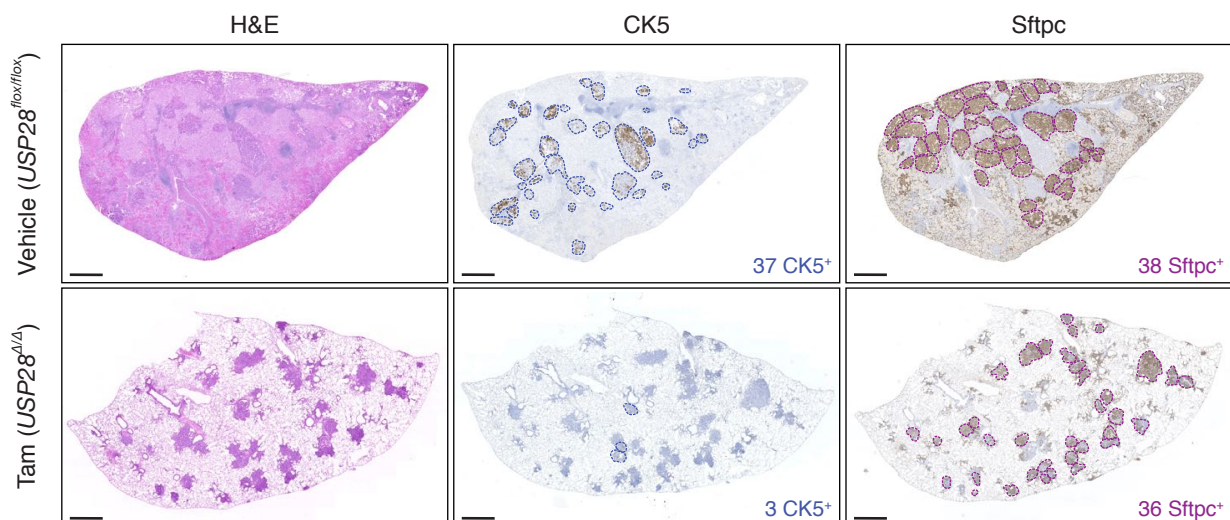 H&E
CK5
Sftpc
Vehicle (USP28flox/flox)
37 CK5+
38 Sftpc+
Tam (USP28Δ/Δ)
3 CK5+
36 Sftpc+